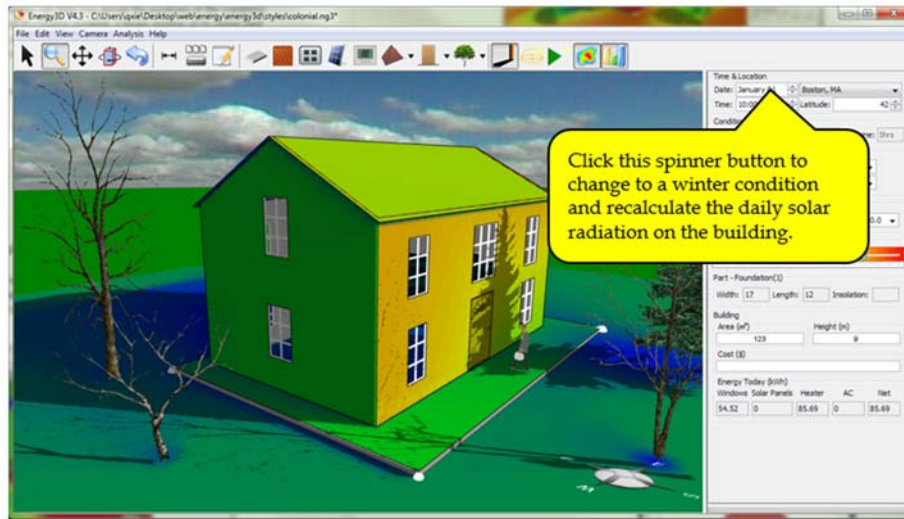 Energy3D V4.3 - C:\Users\qxie\Desktop\web\energy\energy3d\styles\colonial.ng3*
File Edit View Camera Analysis Help
Time & Location
Date: January Boston, MA
Time: 10:00 Latitude: 42
Click this spinner button to
change to a winter condition
and recalculate the daily solar
radiation on the building.
Part - Foundation(1)
Width: 17 Length: 12 Insolation:
Building
Area (m²) Height (m)
123 9
Cost ($)
Energy Today (kWh)
Windows Solar Panels Heater AC Net
54.52 0 85.69 0 85.69